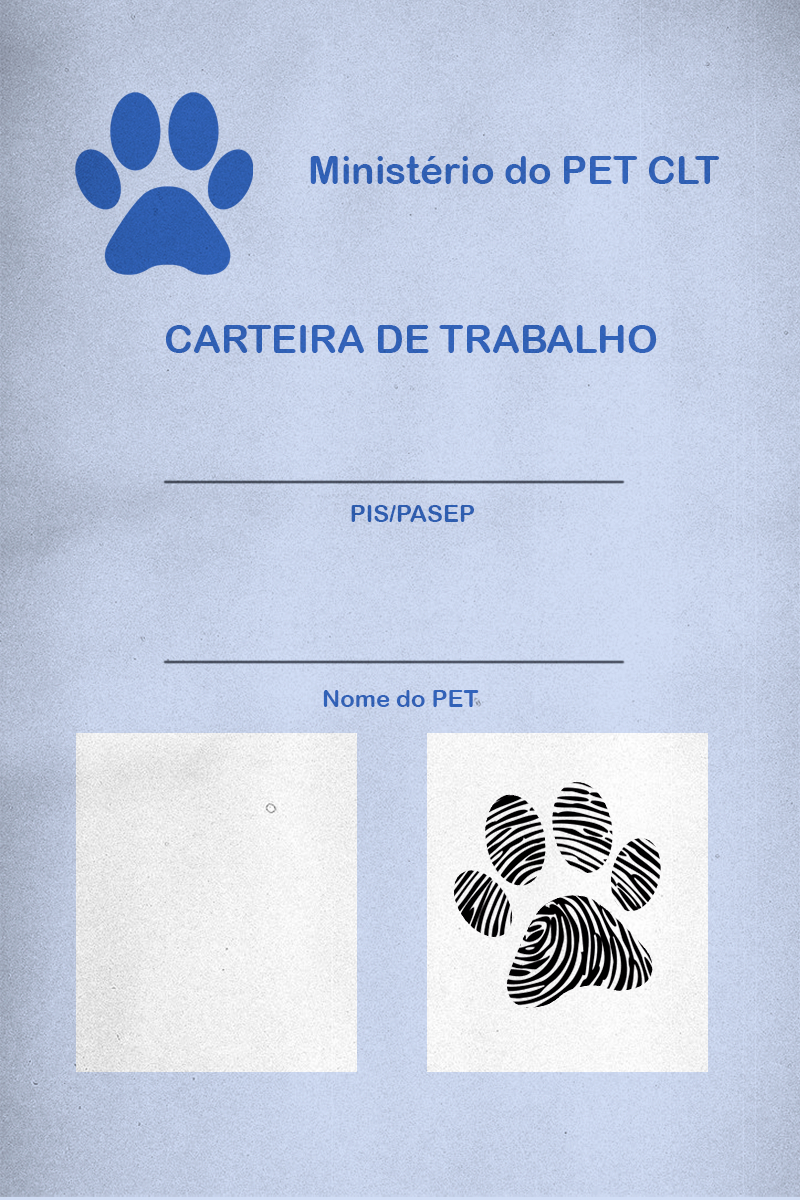 Ministério do PET CLT
CARTEIRA DE TRABALHO
PIS/PASEP
Nome do PET